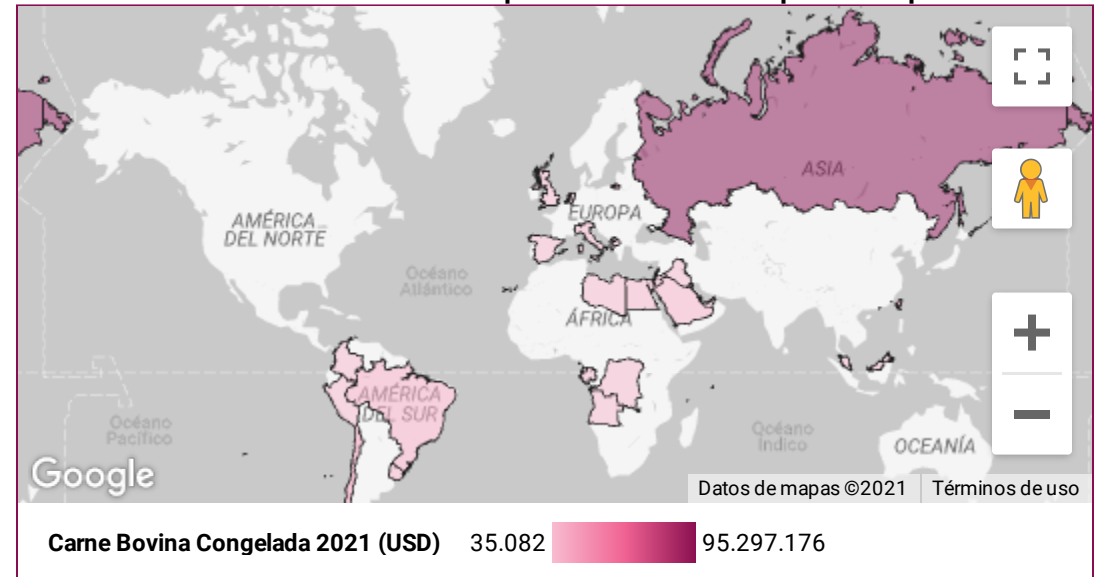 ASIA
EUROPA
AMÉRICA
DEL NORTE
Océano
Atlántico
ÁFRICA
AMÉRICA
DEL SUR
Océano
Pacífico
Océano
Índico
OCEANÍA
Google
Datos de mapas ©2021
Términos de uso
Carne Bovina Congelada 2021 (USD) 35.082 95.297.176